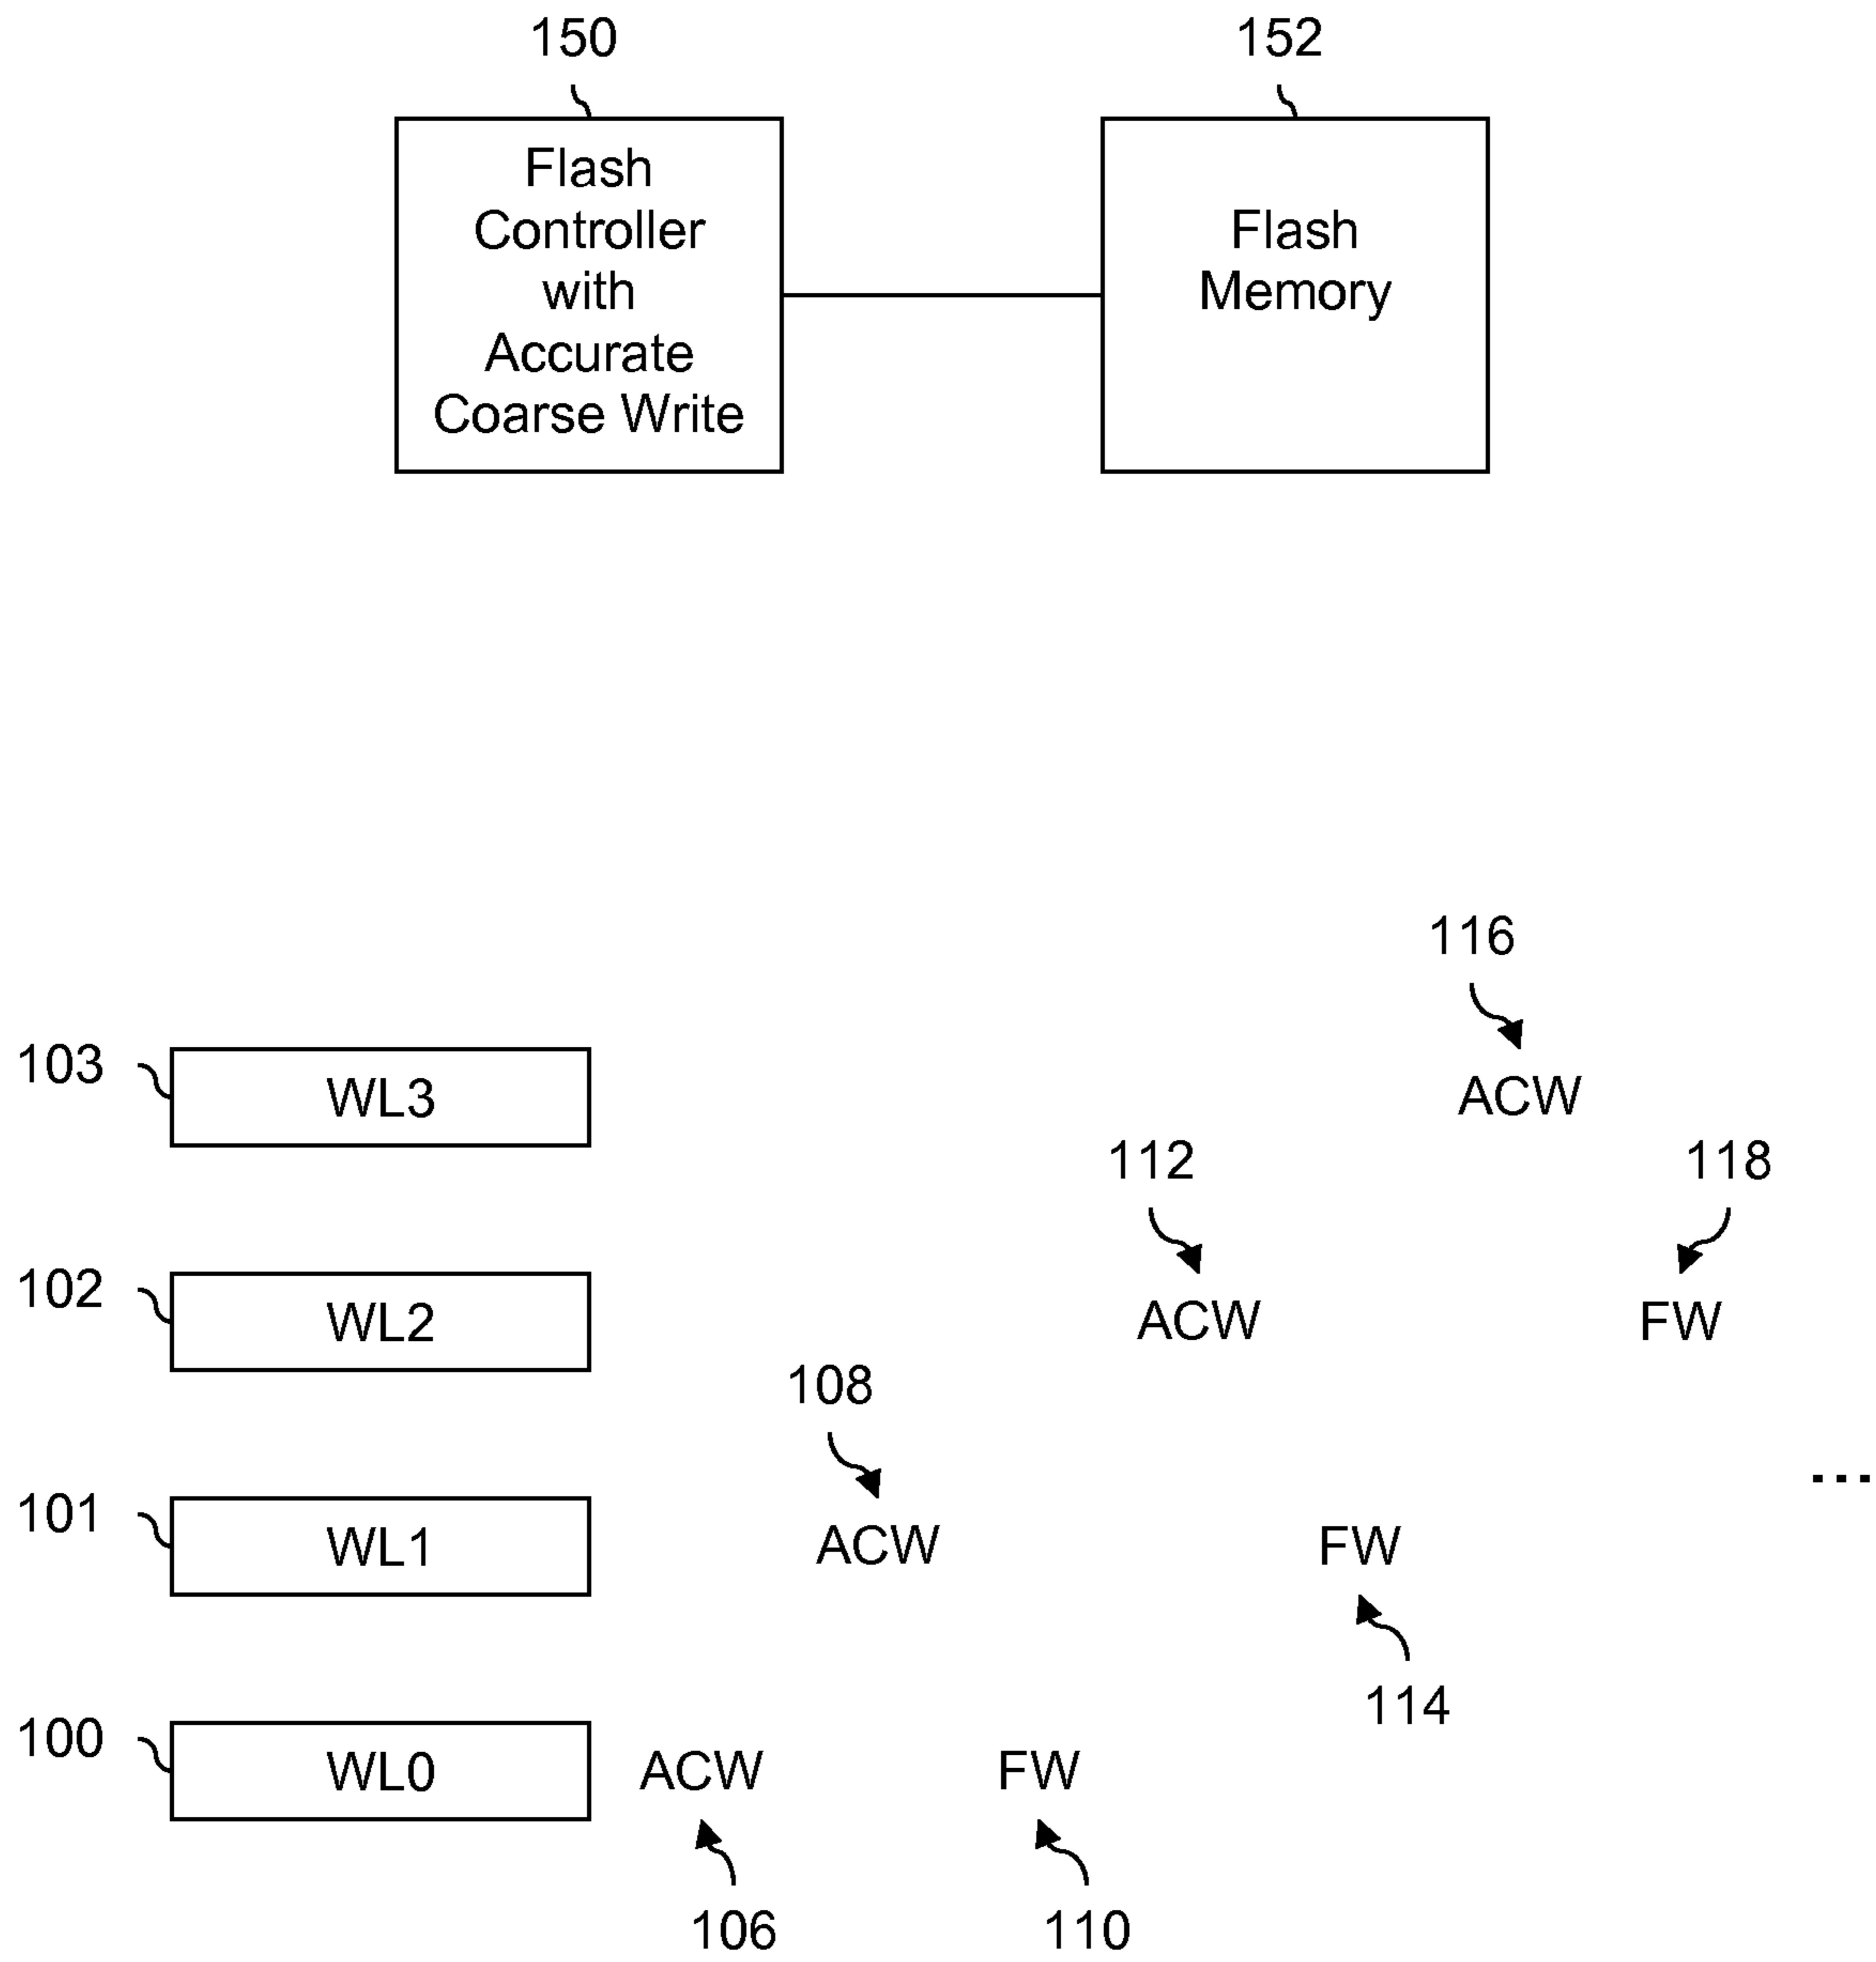 150
152
Flash
Controller
with
Accurate
Coarse Write
Flash
Memory
116
103
WL3
ACW
112
118
102
WL2
ACW
FW
108
...
101
WL1
ACW
FW
114
100
WL0
ACW
FW
106
110